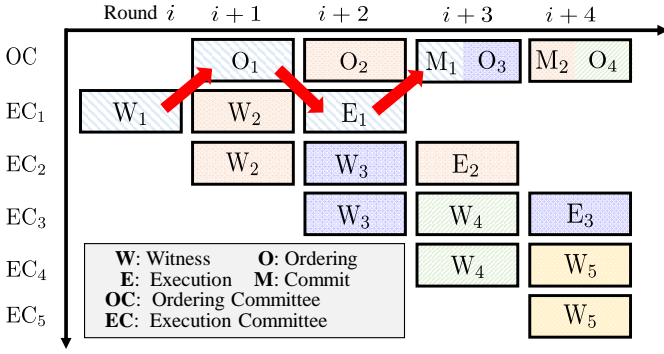 Round i i + 1 i + 2 i + 3 i + 4
OC O₁ O₂ M₁ O₃ M₂ O₄
EC₁ W₁ W₂ E₁
EC₂ W₂ W₃ E₂
EC₃ W₃ W₄ E₃
EC₄ W₄ W₅
EC₅ W₅
W: Witness O: Ordering
E: Execution M: Commit
OC: Ordering Committee
EC: Execution Committee